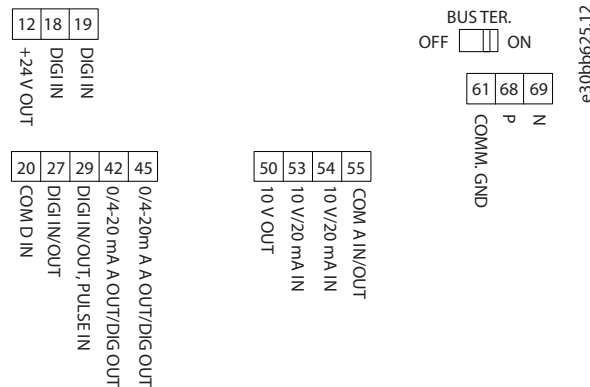 12 18 19
+24 V OUT
DIGI IN
DIGI IN
BUS TER.
OFF ON
61 68 69
COMM. GND
P
N
e30bb625.12
20 27 29 42 45
COM D IN
DIGI IN/OUT
DIGI IN/OUT, PULSE IN
0/4-20 mA A OUT/DIG OUT
0/4-20m A A OUT/DIG OUT
50 53 54 55
10 V OUT
10 V/20 mA IN
10 V/20 mA IN
COM A IN/OUT